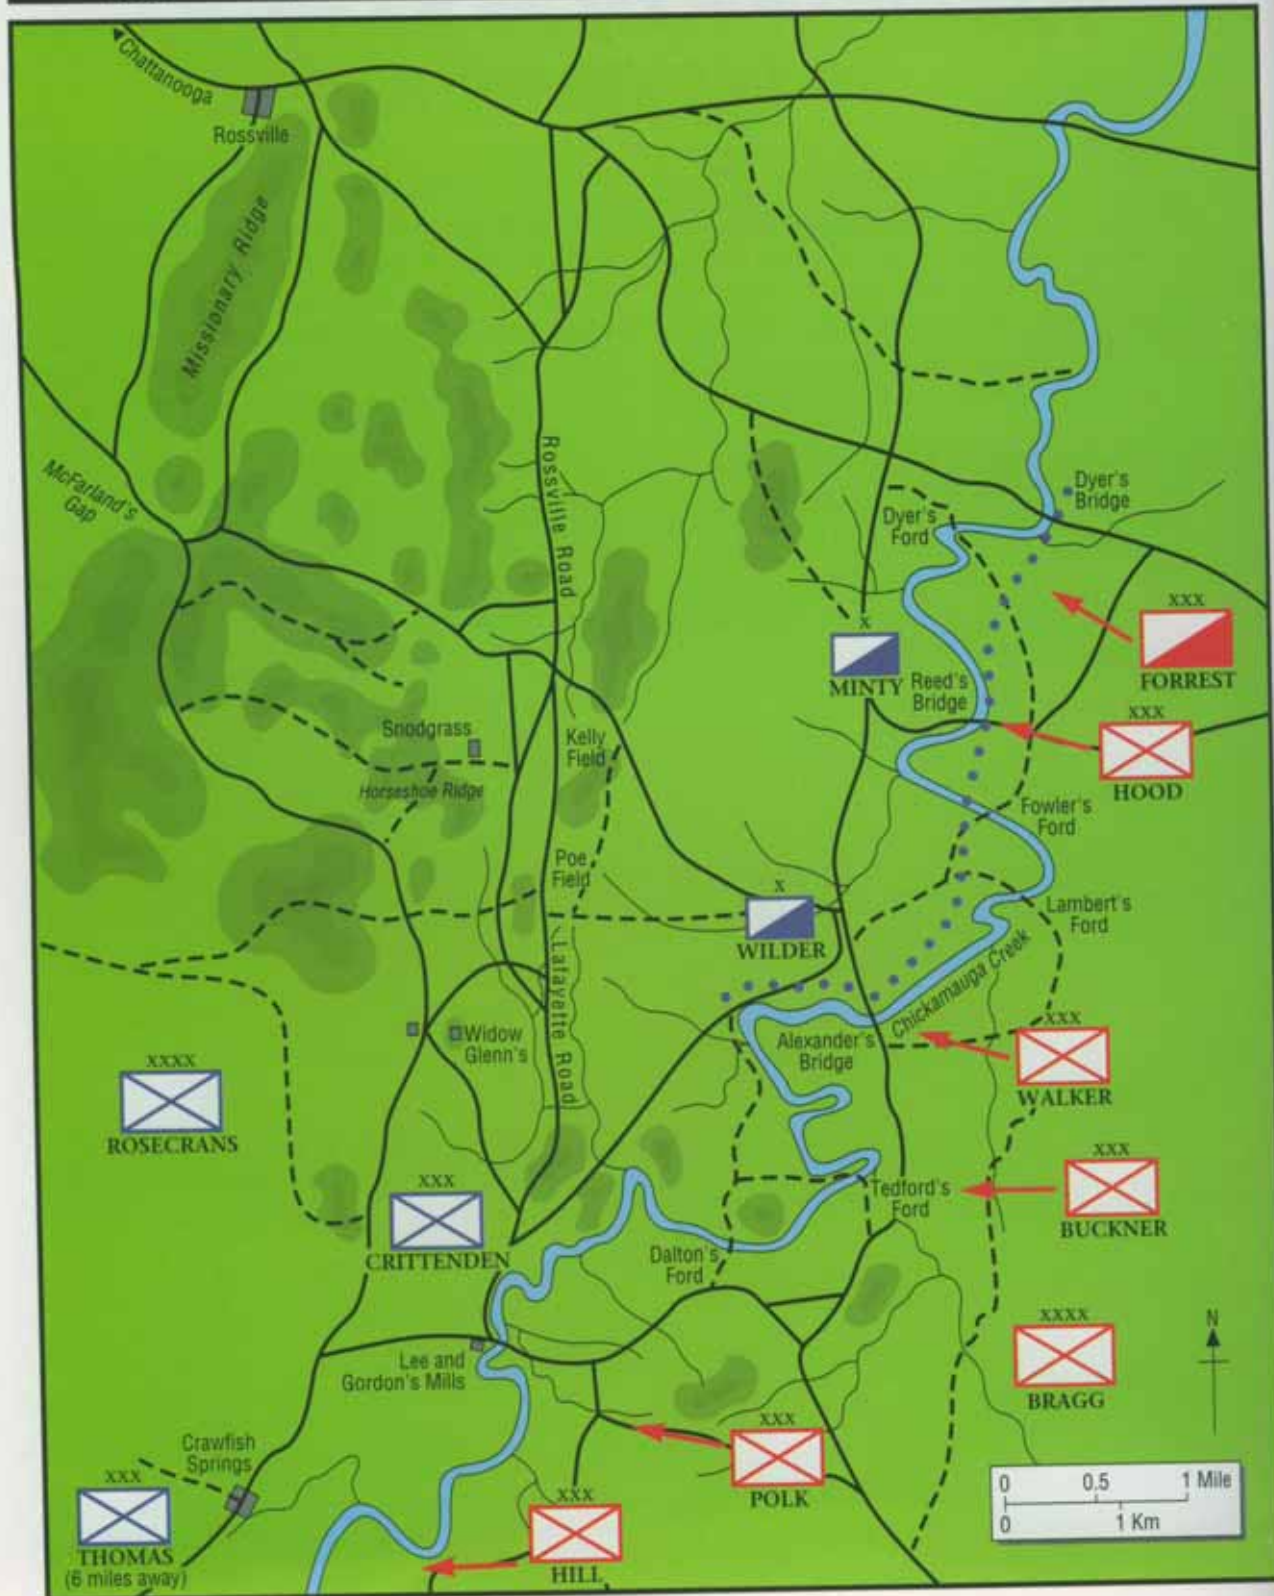 Chattanooga
Rossville
Missionary Ridge
McFarland's
Gap
Rossville Road
Dyer's
Bridge
Dyer's
Ford
XXX
FORREST
X
MINTY
Reed's
Bridge
XXX
HOOD
Snodgrass
Kelly
Field
Horseshoe Ridge
Fowler's
Ford
Poe
Field
X
WILDER
Lambert's
Ford
Chickamauga Creek
Lafayette Road
Widow
Glenn's
Alexander's
Bridge
XXX
WALKER
XXXX
ROSECRANS
XXX
BUCKNER
Tedford's
Ford
XXX
CRITTENDEN
Dalton's
Ford
XXXX
BRAGG
N
Lee and
Gordon's Mills
XXX
POLK
Crawfish
Springs
XXX
THOMAS
(6 miles away)
XXX
HILL
0 0.5 1 Mile
0 1 Km